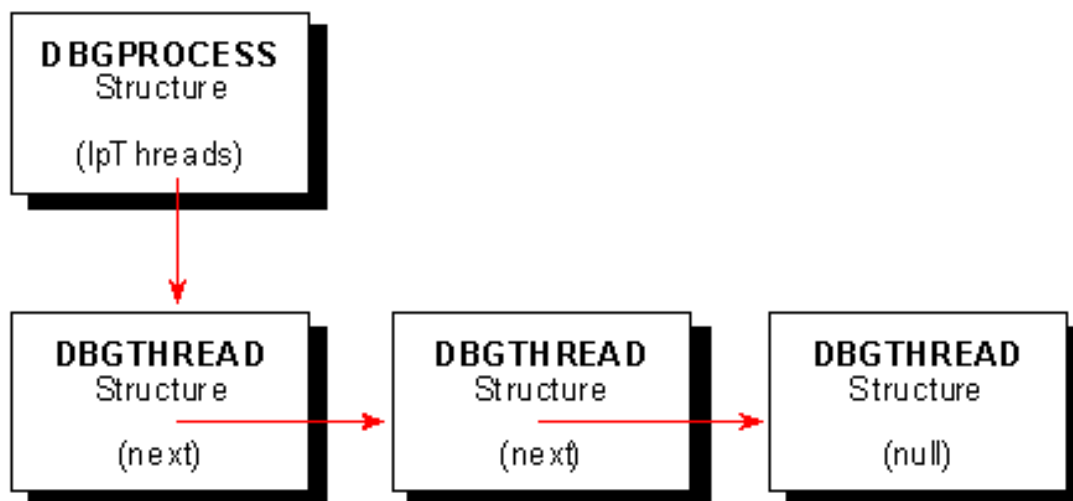 DBGPROCESS
Structure
(lpThreads)
DBGTHREAD
Structure
(next)
DBGTHREAD
Structure
(next)
DBGTHREAD
Structure
(null)